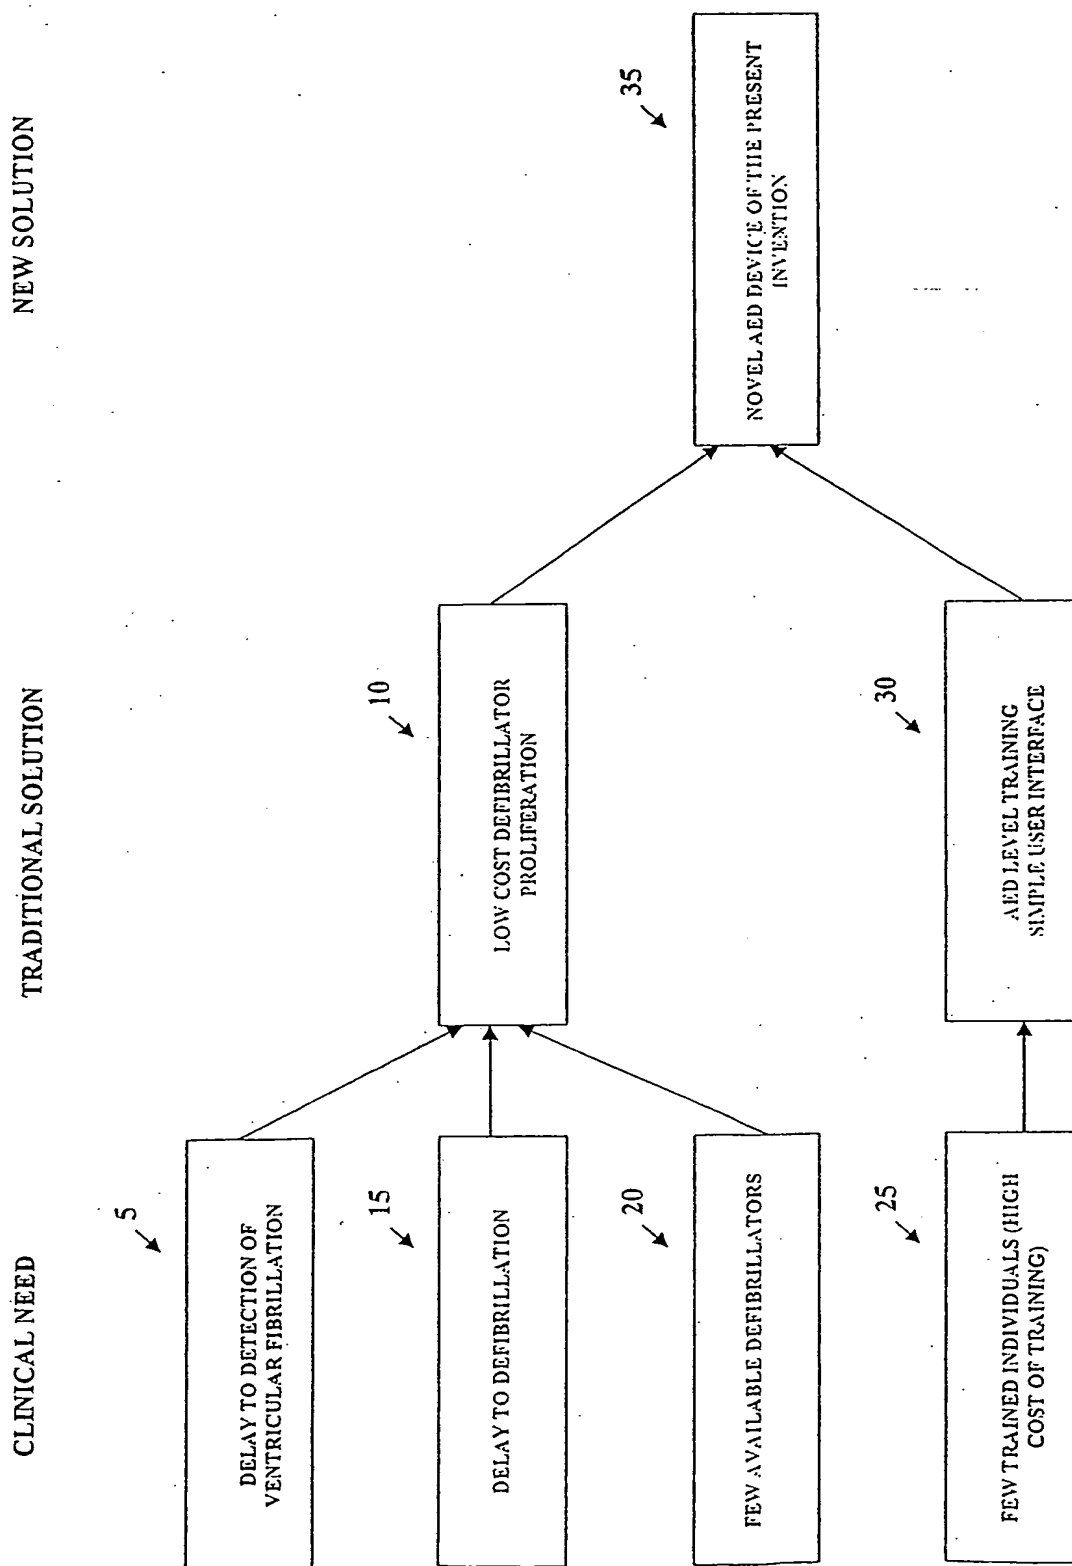 CLINICAL NEED
TRADITIONAL SOLUTION
NEW SOLUTION
5
DELAY TO DETECTION OF
VENTRICULAR FIBRILLATION
15
DELAY TO DEFIBRILLATION
20
FEW AVAILABLE DEFIBRILLATORS
25
FEW TRAINED INDIVIDUALS (HIGH
COST OF TRAINING)
10
LOW COST DEFIBRILLATOR
PROLIFERATION
30
AED LEVEL TRAINING
SIMPLE USER INTERFACE
35
NOVEL AED DEVICE OF THE PRESENT
INVENTION